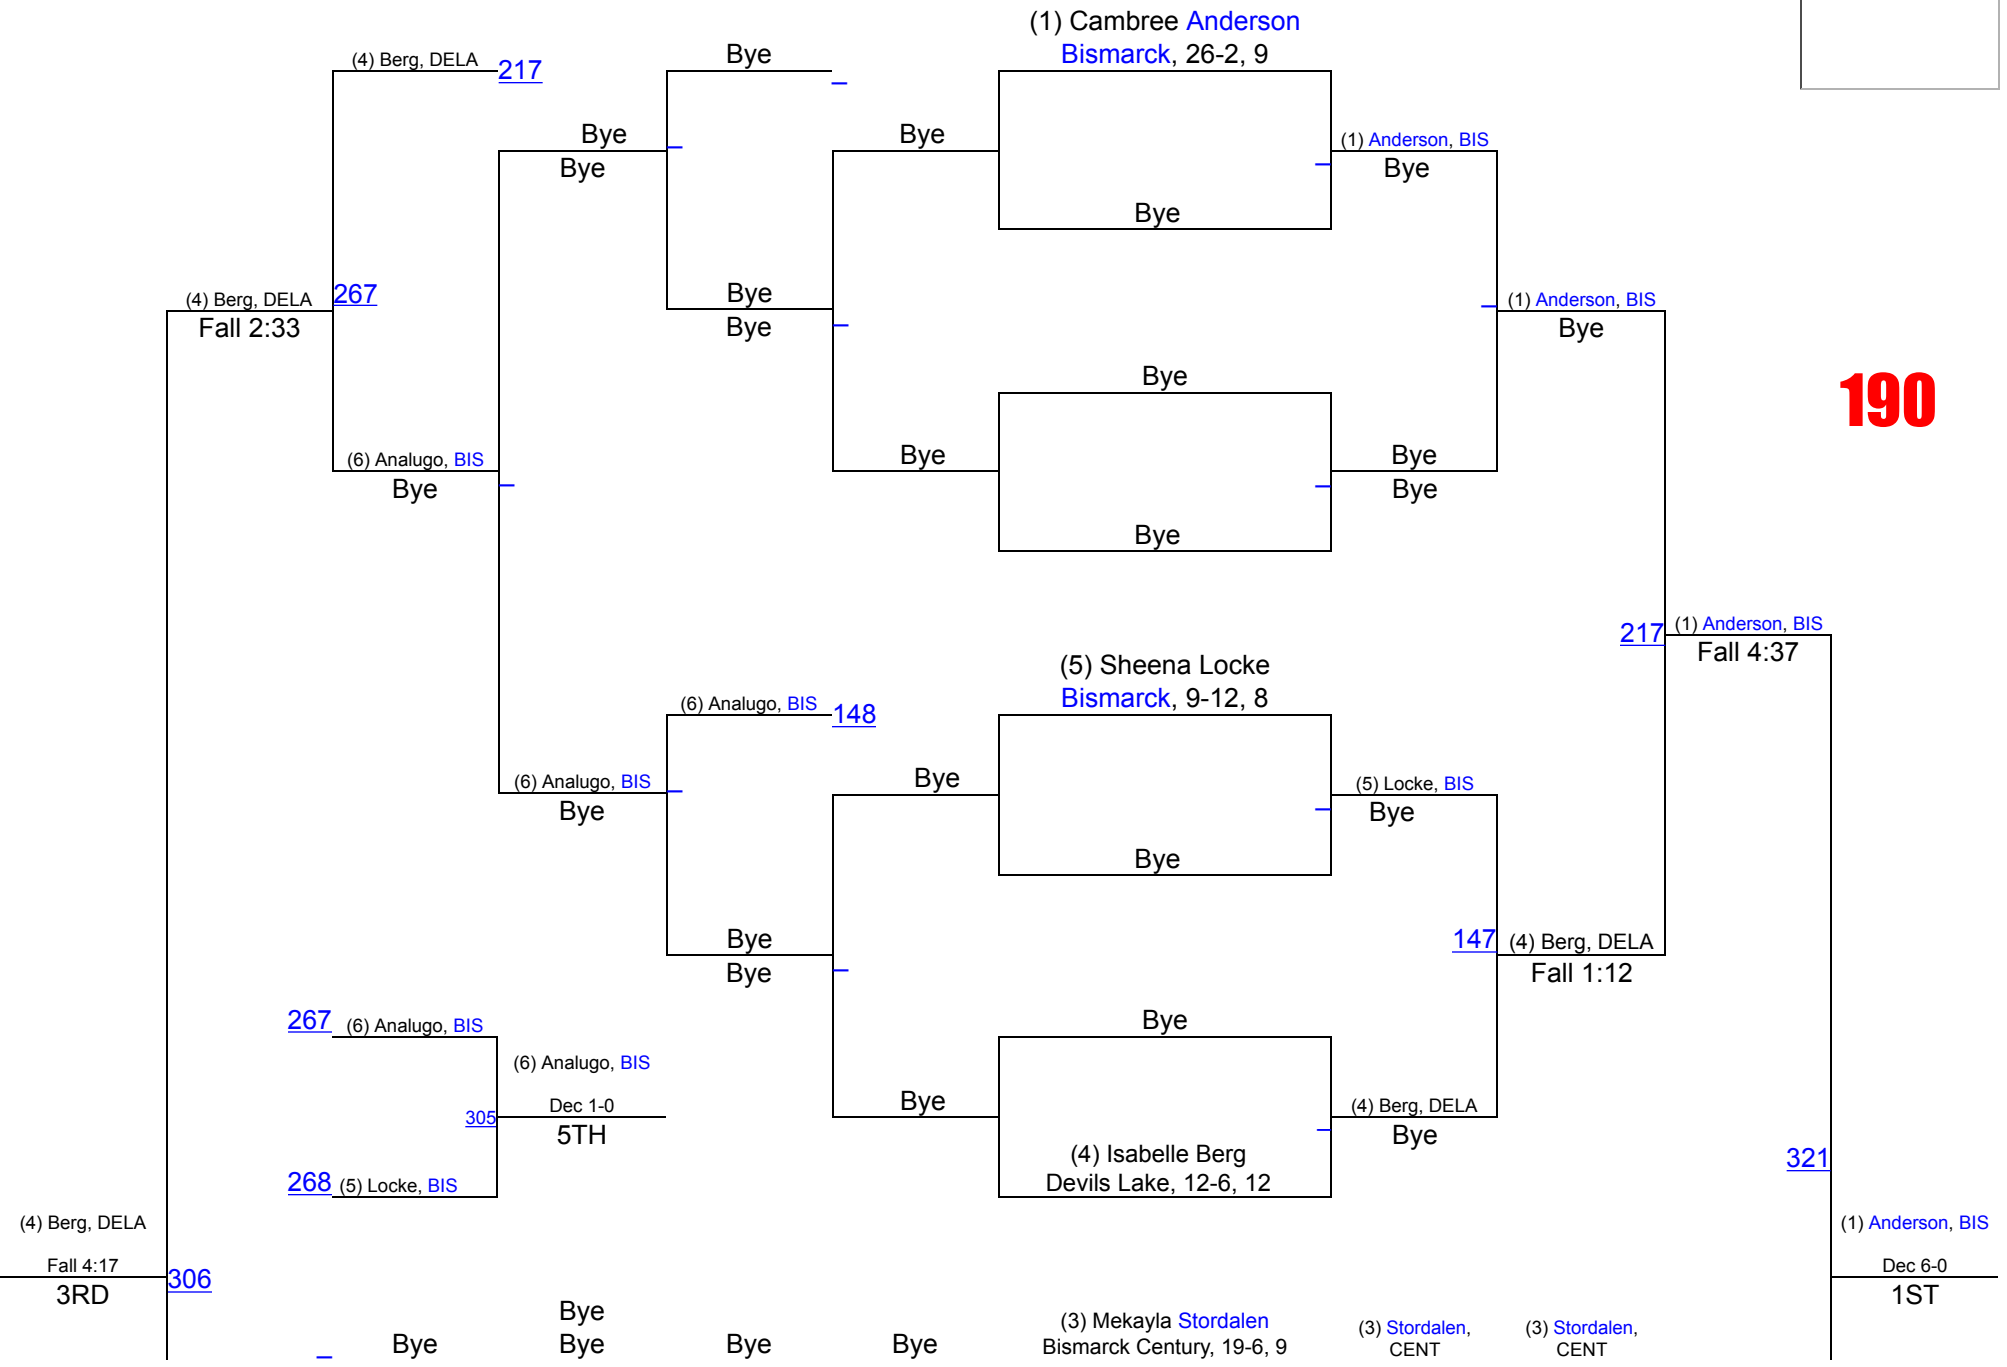 (1) Cambree Anderson
Bismarck, 26-2, 9
(4) Berg, DELA
217
Bye
Bye
Bye
Bye
(1) Anderson, BIS
Bye
Bye
(4) Berg, DELA
267
Fall 2:33
Bye
Bye
(1) Anderson, BIS
Bye
190
Bye
(6) Analugo, BIS
Bye
Bye
Bye
Bye
Bye
217
(1) Anderson, BIS
Fall 4:37
(5) Sheena Locke
Bismarck, 9-12, 8
(6) Analugo, BIS
148
(6) Analugo, BIS
Bye
Bye
(5) Locke, BIS
Bye
Bye
Bye
Bye
147
(4) Berg, DELA
Fall 1:12
267
(6) Analugo, BIS
Bye
(6) Analugo, BIS
305
Dec 1-0
5TH
Bye
(4) Berg, DELA
Bye
(4) Isabelle Berg
Devils Lake, 12-6, 12
321
268
(5) Locke, BIS
(4) Berg, DELA
Fall 4:17
3RD
306
(1) Anderson, BIS
Dec 6-0
1ST
Bye
Bye
Bye
Bye
Bye
(3) Mekayla Stordalen
Bismarck Century, 19-6, 9
(3) Stordalen,
CENT
(3) Stordalen,
CENT